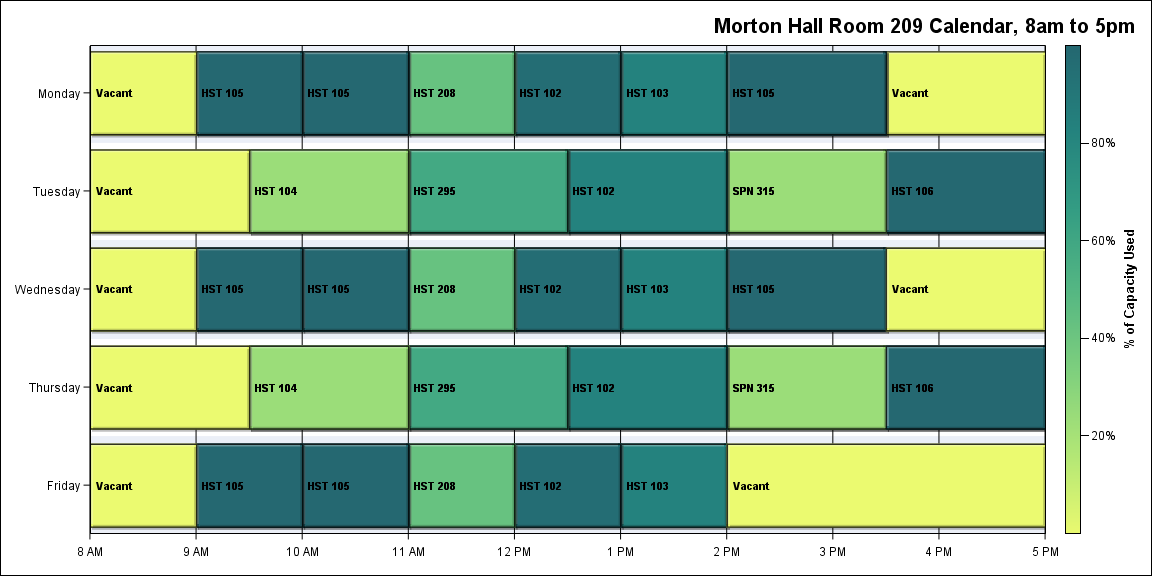 Morton Hall Room 209 Calendar, 8am to 5pm
Monday
Vacant
HST 105
HST 105
HST 208
HST 102
HST 103
HST 105
Vacant
Tuesday
Vacant
HST 104
HST 295
HST 102
SPN 315
HST 106
Wednesday
Vacant
HST 105
HST 105
HST 208
HST 102
HST 103
HST 105
Vacant
Thursday
Vacant
HST 104
HST 295
HST 102
SPN 315
HST 106
Friday
Vacant
HST 105
HST 105
HST 208
HST 102
HST 103
Vacant
8 AM
9 AM
10 AM
11 AM
12 PM
1 PM
2 PM
3 PM
4 PM
5 PM
80%
60%
40%
20%
% of Capacity Used